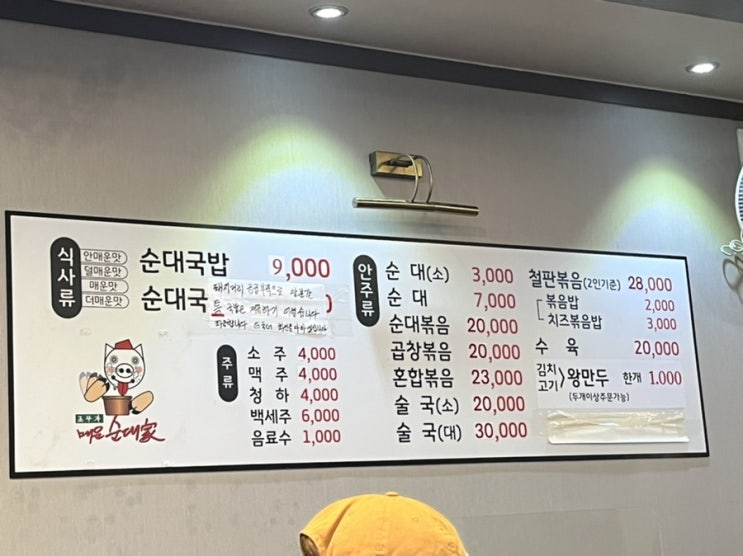 식사류
안매운맛
덜매운맛
매운맛
더매운맛
순대국밥 9,000
순대국
주류
소 주 4,000
맥 주 4,000
청 하 4,000
백세주 6,000
음료수 1,000
매운 순대家
안주류
순 대(소) 3,000
순 대 7,000
순대볶음 20,000
곱창볶음 20,000
혼합볶음 23,000
술 국(소) 20,000
술 국(대) 30,000
철판볶음(2인기준) 28,000
볶음밥 2,000
치즈볶음밥 3,000
수 육 20,000
김치
고기 > 왕만두 한개 1.000
(두개이상주문가능)